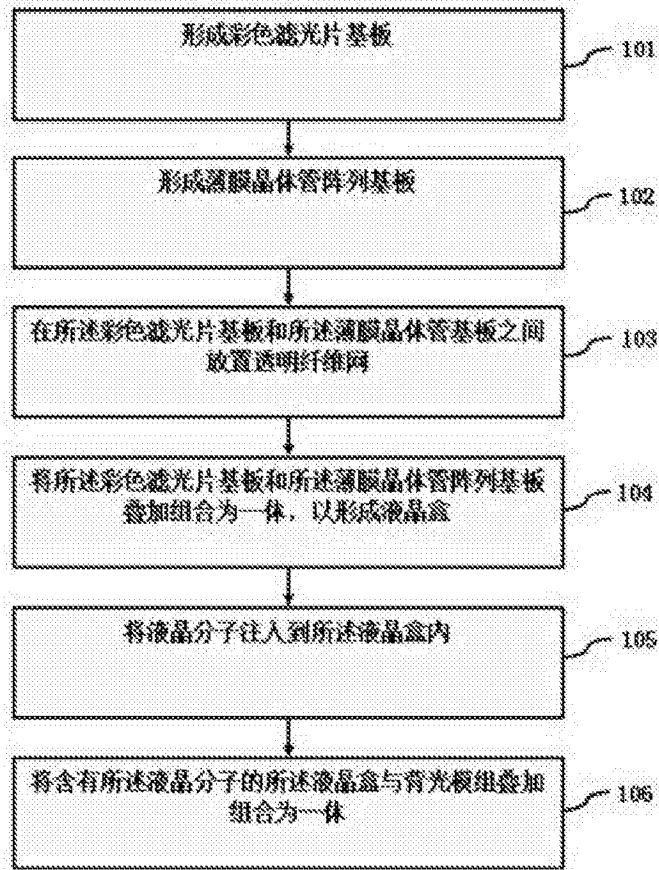 形成彩色滤光片基板
101
形成薄膜晶体管阵列基板
102
在所述彩色滤光片基板和所述薄膜晶体管基板之间
放置透明纤维网
103
将所述彩色滤光片基板和所述薄膜晶体管阵列基板
叠加组合为一体，以形成液晶盒
104
将液晶分子注入到所述液晶盒内
105
将含有所述液晶分子的所述液晶盒与背光模组叠加
组合为一体
106